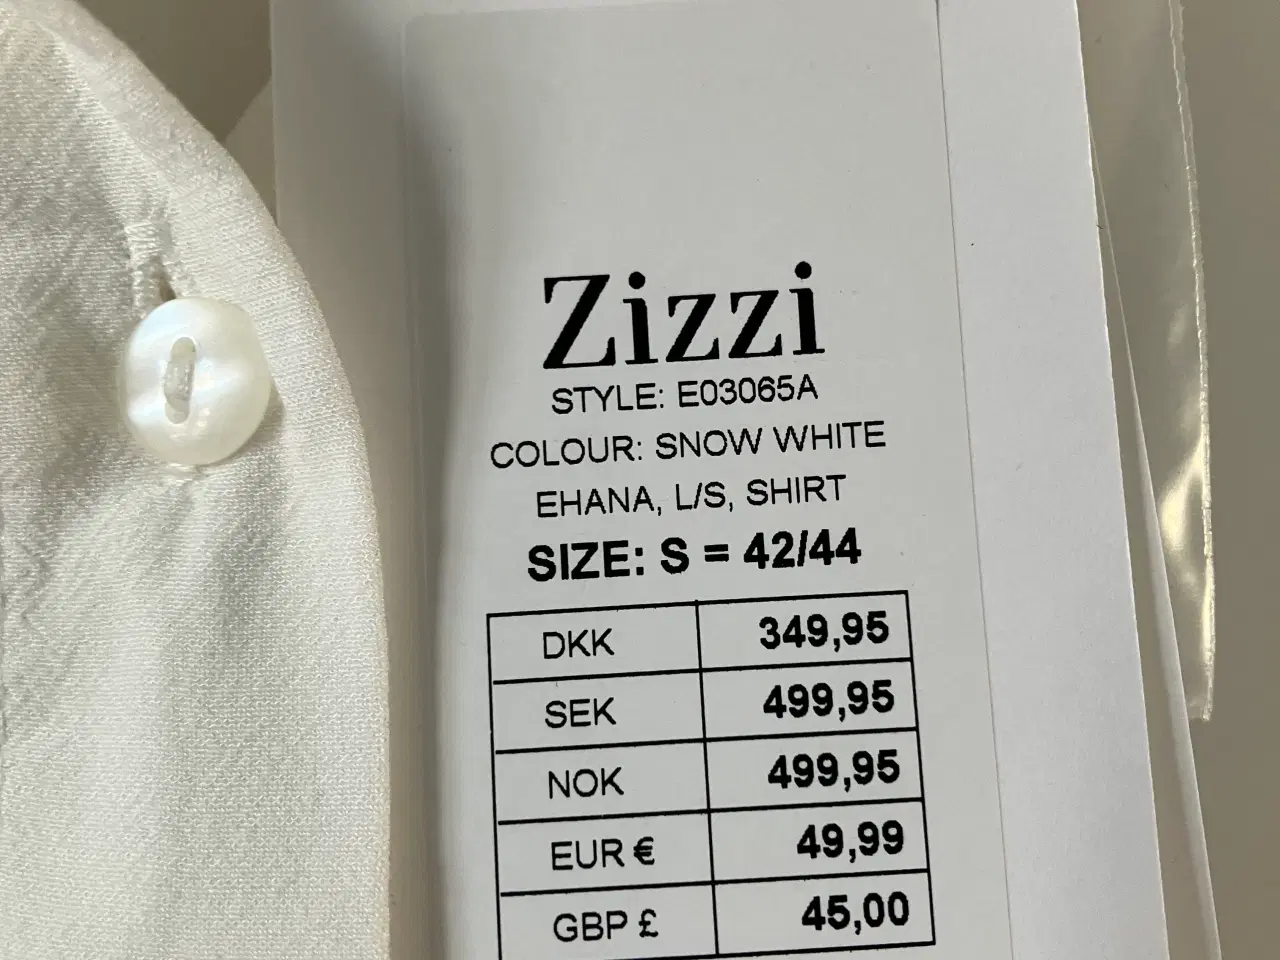 Zizzi
STYLE: E03065A
COLOUR: SNOW WHITE
EHANA, L/S, SHIRT
SIZE: S = 42/44
DKK 349,95
SEK 499,95
NOK 499,95
EUR € 49,99
GBP £ 45,00